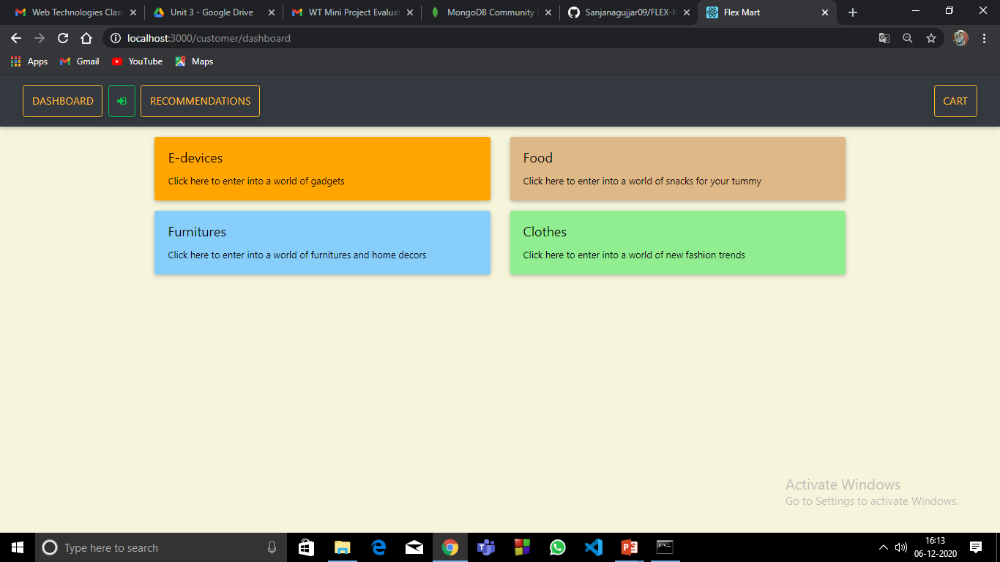 Web Technologies Class
Unit 3 - Google Drive
WT Mini Project Evaluat
MongoDB Community
Sanjanagujjar09/FLEX-M
Flex Mart
localhost:3000/customer/dashboard
Apps
Gmail
YouTube
Maps
DASHBOARD
RECOMMENDATIONS
CART
E-devices
Click here to enter into a world of gadgets
Food
Click here to enter into a world of snacks for your tummy
Furnitures
Click here to enter into a world of furnitures and home decors
Clothes
Click here to enter into a world of new fashion trends
Activate Windows
Go to Settings to activate Windows.
Type here to search
16:13
06-12-2020